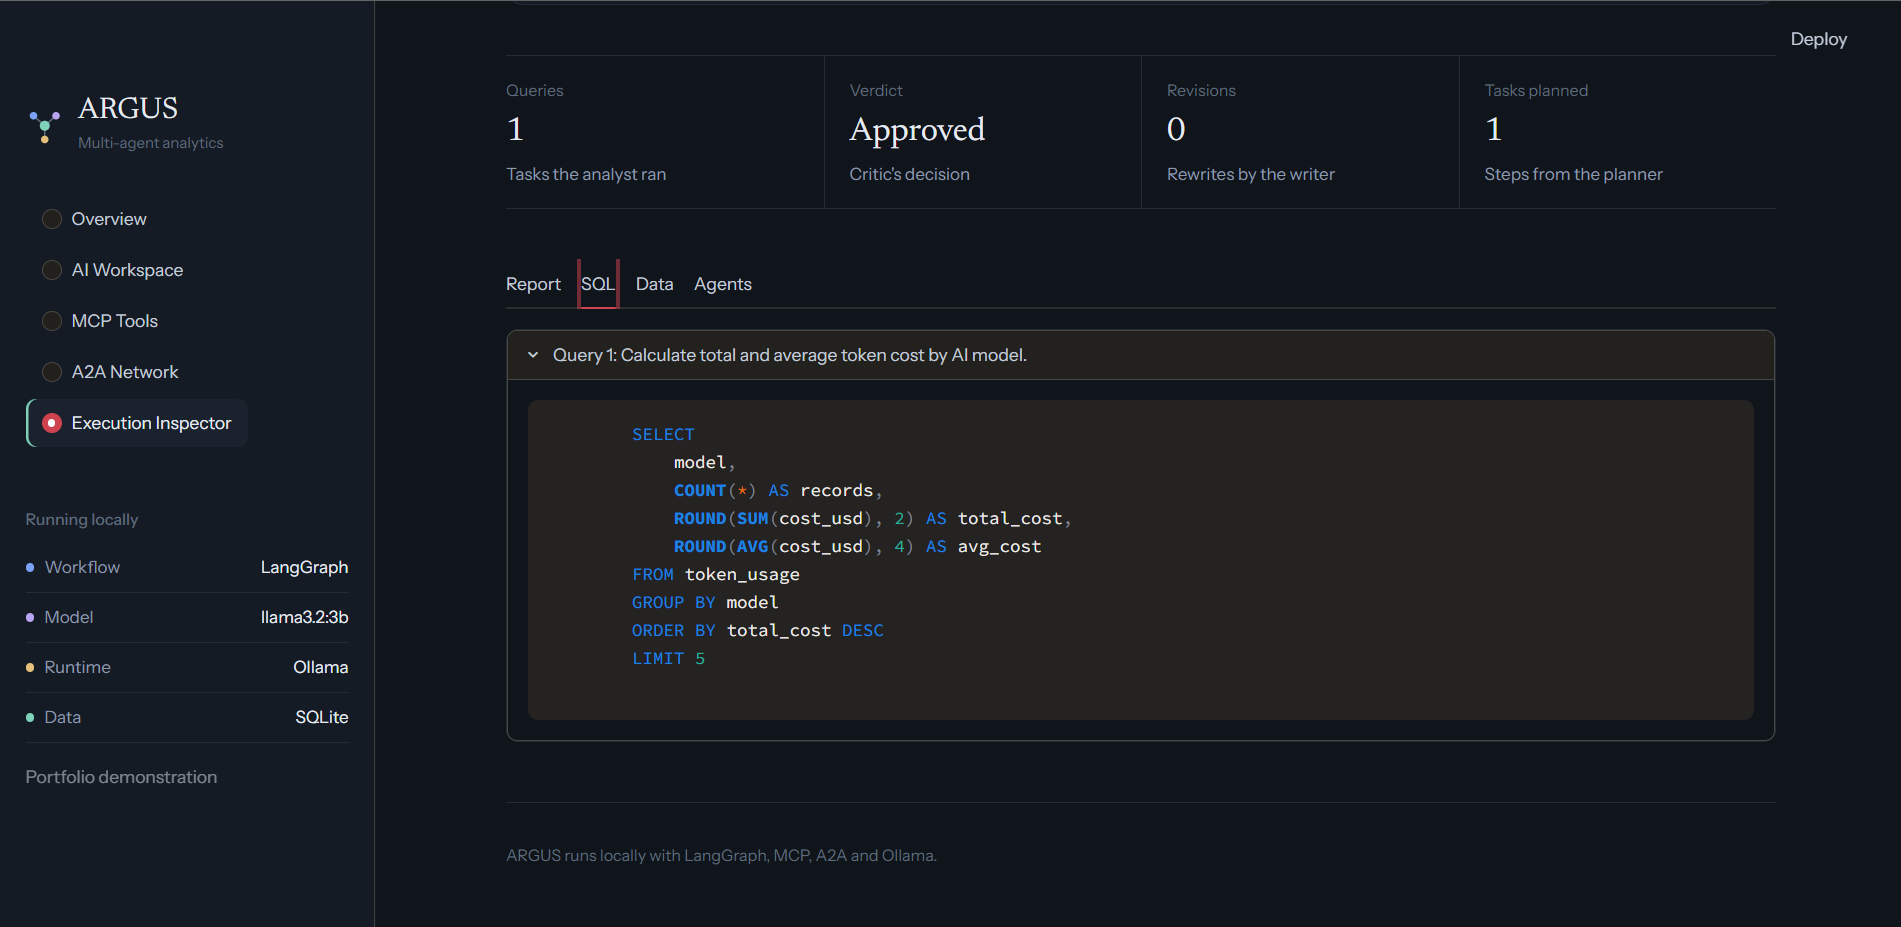 Deploy
ARGUS
Multi-agent analytics
Overview
AI Workspace
MCP Tools
A2A Network
Execution Inspector
Running locally
Workflow LangGraph
Model llama3.2:3b
Runtime Ollama
Data SQLite
Portfolio demonstration
Queries
1
Tasks the analyst ran
Verdict
Approved
Critic's decision
Revisions
0
Rewrites by the writer
Tasks planned
1
Steps from the planner
Report SQL Data Agents
Query 1: Calculate total and average token cost by AI model.
SELECT
model,
COUNT(*) AS records,
ROUND(SUM(cost_usd), 2) AS total_cost,
ROUND(AVG(cost_usd), 4) AS avg_cost
FROM token_usage
GROUP BY model
ORDER BY total_cost DESC
LIMIT 5
ARGUS runs locally with LangGraph, MCP, A2A and Ollama.